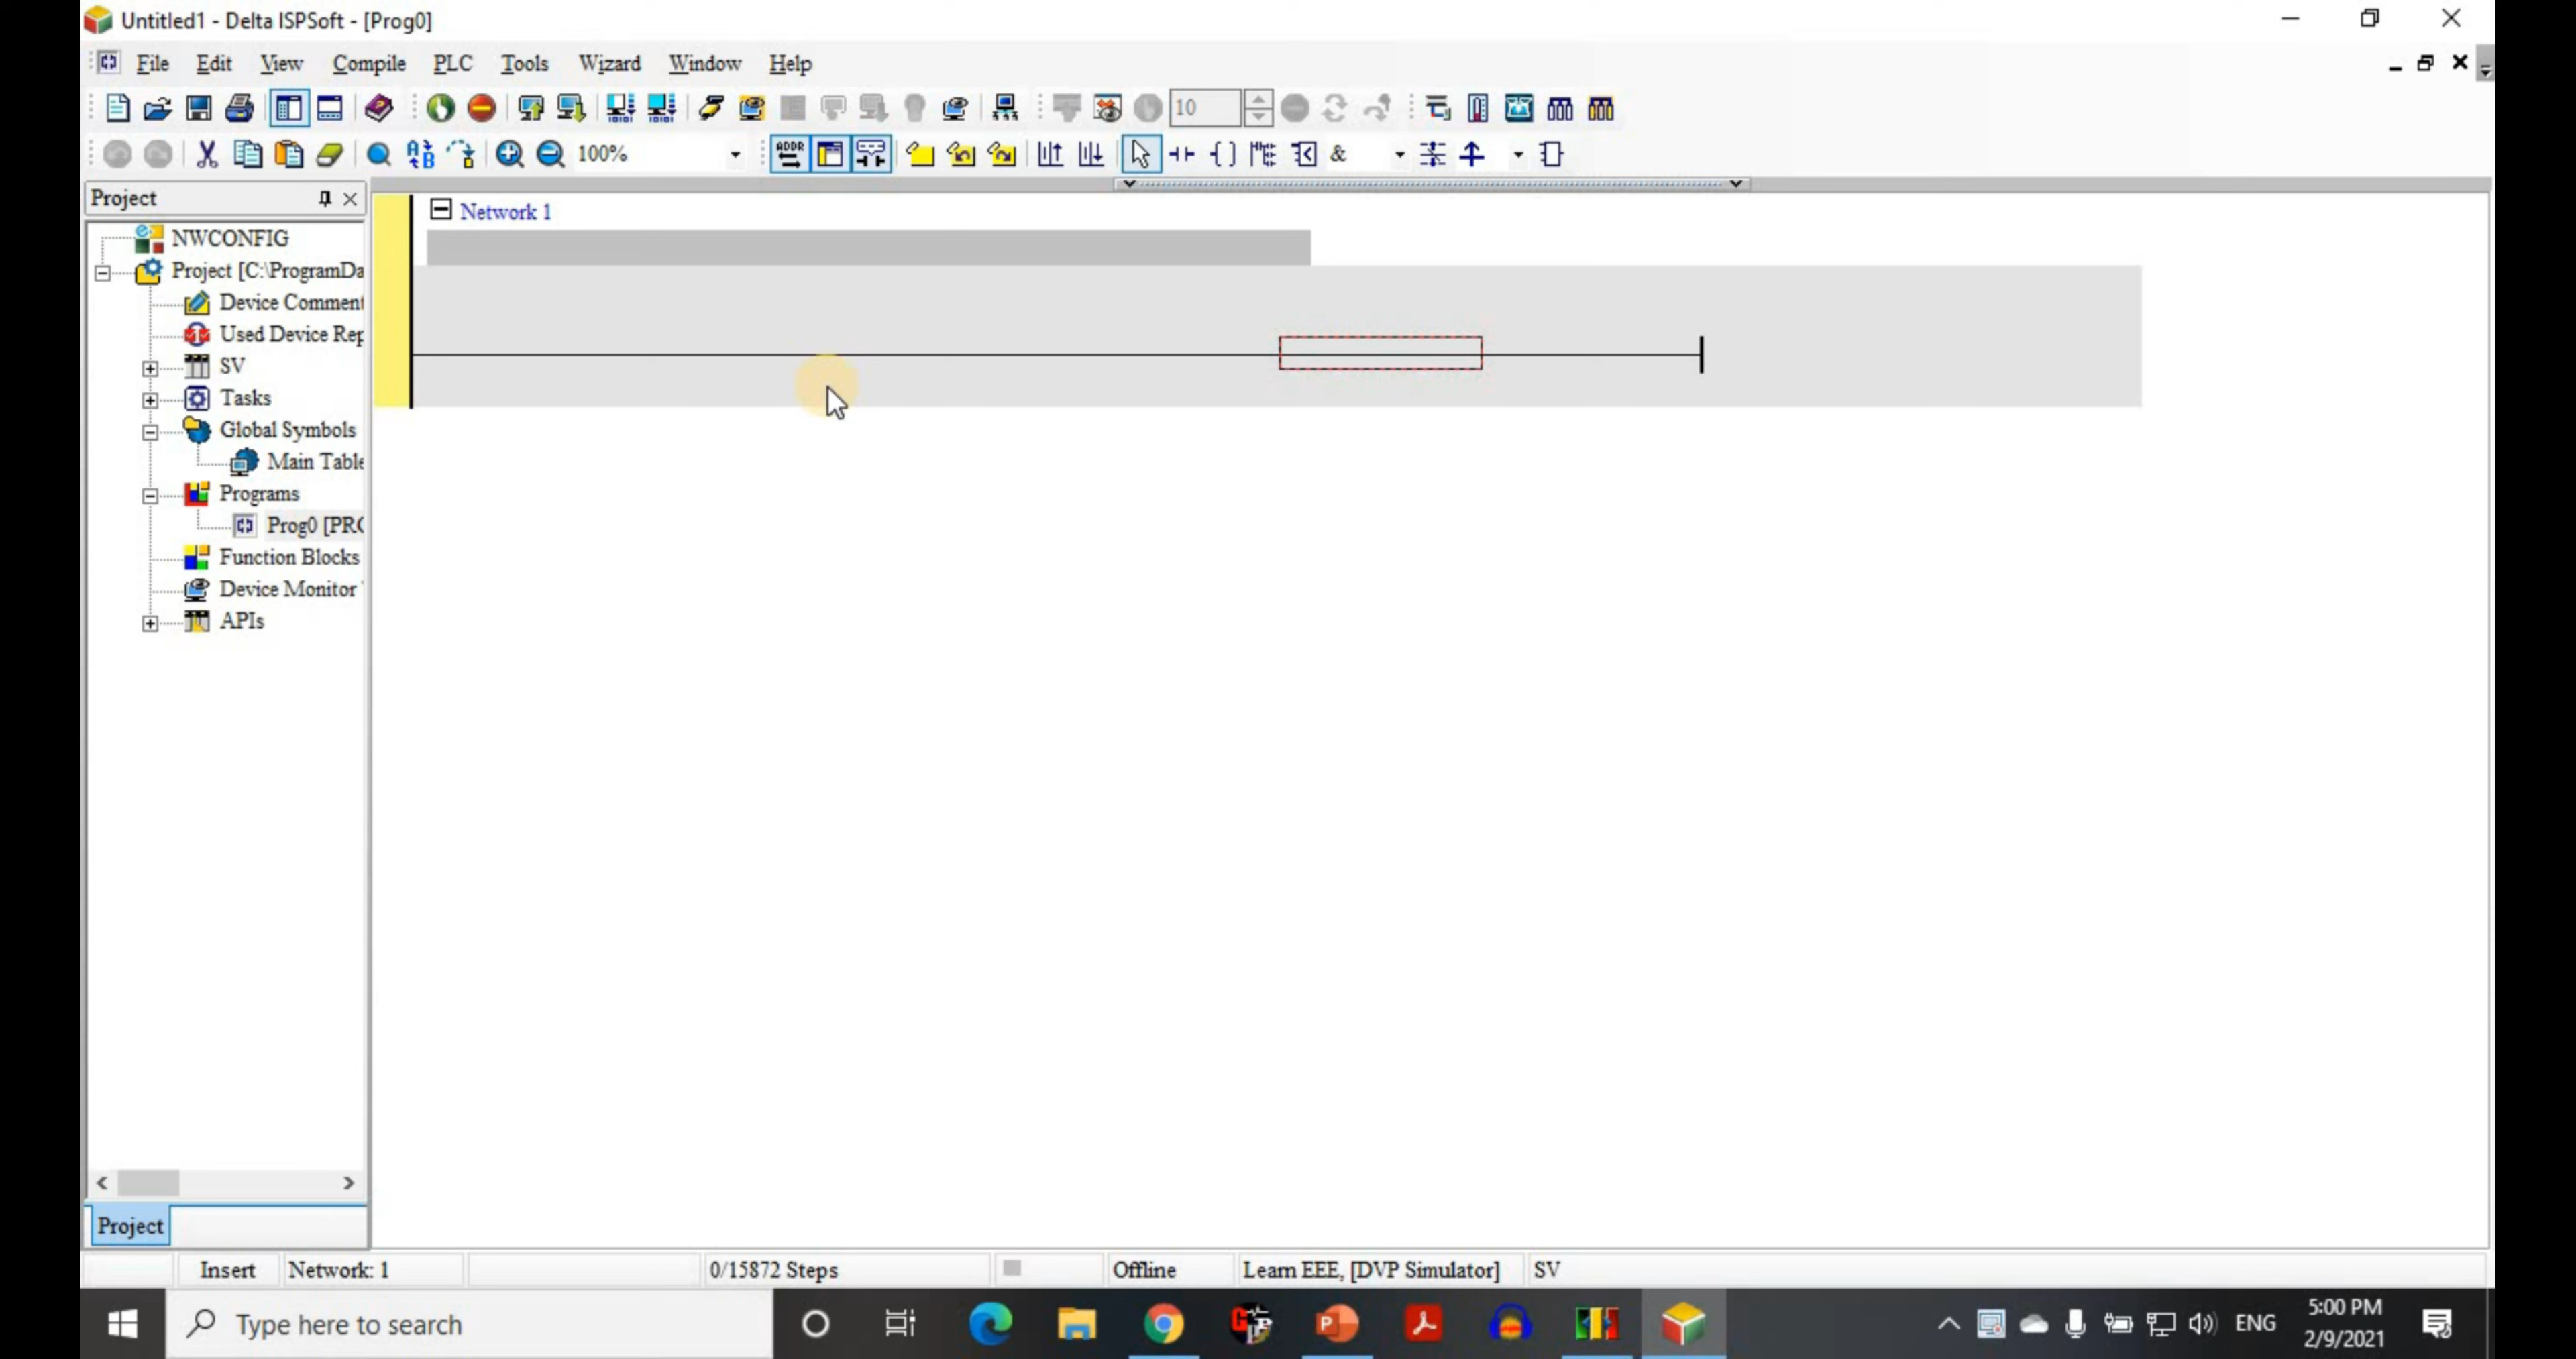 Untitled1 - Delta ISPSoft - [Prog0]
File Edit View Compile PLC Tools Wizard Window Help
10
100% ADDR &
Project
Network 1
NWCONFIG
Project [C:\ProgramDa
Device Comment
Used Device Rep
SV
Tasks
Global Symbols
Main Table
Programs
Prog0 [PRO
Function Blocks
Device Monitor
APIs
Project
Insert Network: 1 0/15872 Steps Offline Learn EEE, [DVP Simulator] SV
Type here to search ENG 5:00 PM
2/9/2021